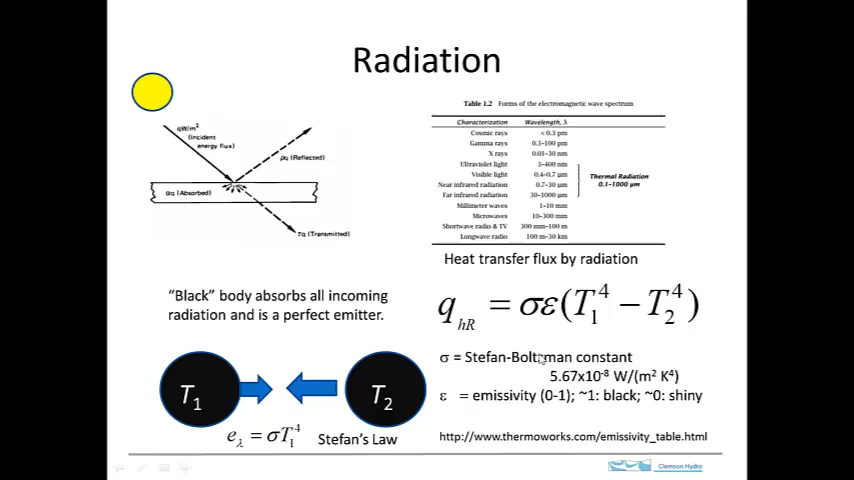 Radiation
qW/m²
(Incident
energy flux)
ρq (Reflected)
αq (Absorbed)
τq (Transmitted)
Table 1.2 Forms of the electromagnetic wave spectrum
Characterization Wavelength, λ
Cosmic rays < 0.3 pm
Gamma rays 0.3–100 pm
X rays 0.01–30 nm
Ultraviolet light 3–400 nm
Visible light 0.4–0.7 μm
Near infrared radiation 0.7–30 μm
Far infrared radiation 30–1000 μm
Millimeter waves 1–10 mm
Microwaves 10–300 mm
Shortwave radio & TV 300 mm–100 m
Longwave radio 100 m–30 km
Thermal Radiation
0.1–1000 μm
Heat transfer flux by radiation
q_hR = σε(T₁⁴ − T₂⁴)
"Black" body absorbs all incoming
radiation and is a perfect emitter.
T₁
T₂
e_λ = σT₁⁴ Stefan's Law
σ = Stefan-Boltzman constant
5.67x10⁻⁸ W/(m² K⁴)
ε = emissivity (0-1); ~1: black; ~0: shiny
http://www.thermoworks.com/emissivity_table.html
Clemson Hydro